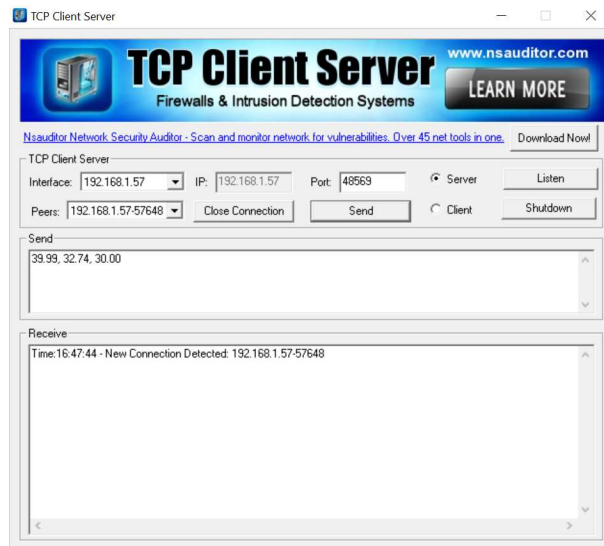 TCP Client Server
TCP Client Server
www.nsauditor.com
Firewalls & Intrusion Detection Systems
LEARN MORE
Nsauditor Network Security Auditor - Scan and monitor network for vulnerabilities. Over 45 net tools in one.
Download Now!
TCP Client Server
Interface: 192.168.1.57 IP: 192.168.1.57 Port: 48569 Server Listen
Peers: 192.168.1.57-57648 Close Connection Send Client Shutdown
Send
39.99, 32.74, 30.00
Receive
Time:16:47:44 - New Connection Detected: 192.168.1.57-57648